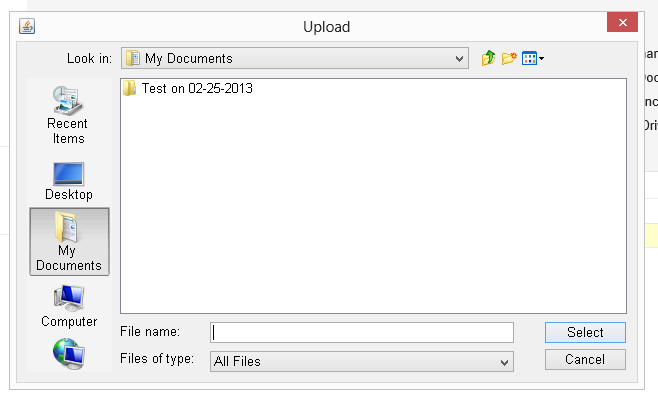 Upload
Look in:
My Documents
Test on 02-25-2013
Recent
Items
Desktop
My
Documents
Computer
File name:
Select
Files of type:
All Files
Cancel